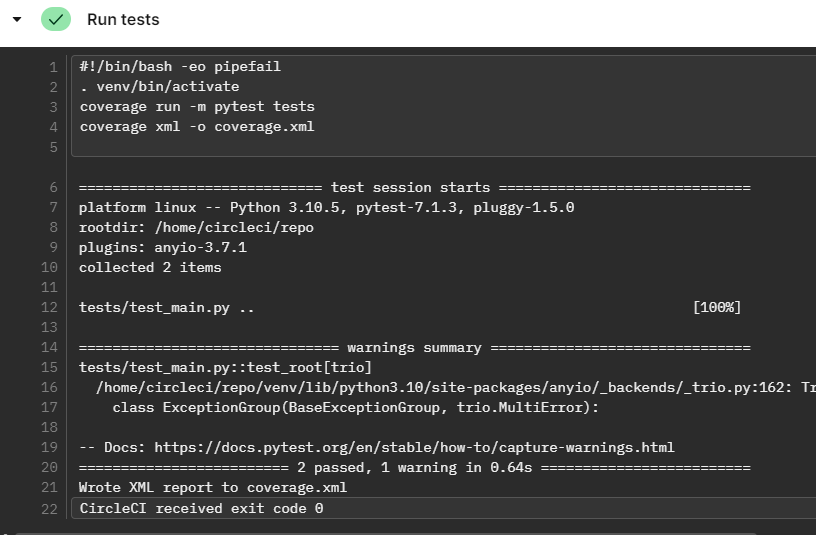 Run tests
1 #!/bin/bash -eo pipefail
2 . venv/bin/activate
3 coverage run -m pytest tests
4 coverage xml -o coverage.xml
5
6 ============================= test session starts ==============================
7 platform linux -- Python 3.10.5, pytest-7.1.3, pluggy-1.5.0
8 rootdir: /home/circleci/repo
9 plugins: anyio-3.7.1
10 collected 2 items
11
12 tests/test_main.py .. [100%]
13
14 =============================== warnings summary ===============================
15 tests/test_main.py::test_root[trio]
16 /home/circleci/repo/venv/lib/python3.10/site-packages/anyio/_backends/_trio.py:162: Tr
17 class ExceptionGroup(BaseExceptionGroup, trio.MultiError):
18
19 -- Docs: https://docs.pytest.org/en/stable/how-to/capture-warnings.html
20 ========================= 2 passed, 1 warning in 0.64s =========================
21 Wrote XML report to coverage.xml
22 CircleCI received exit code 0